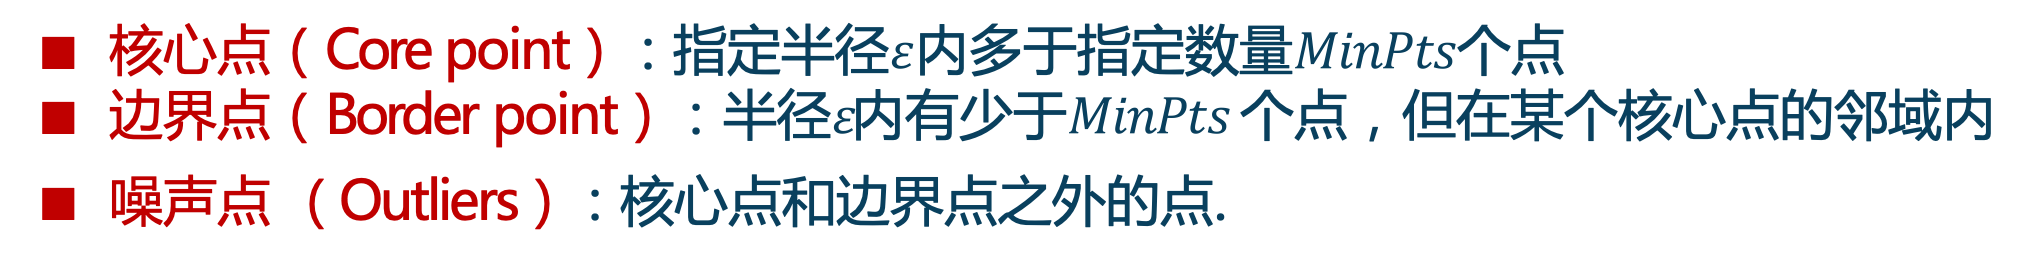 ■ 核心点（Core point）：指定半径ε内多于指定数量MinPts个点
■ 边界点（Border point）：半径ε内有少于MinPts 个点，但在某个核心点的邻域内
■ 噪声点 （Outliers）：核心点和边界点之外的点.